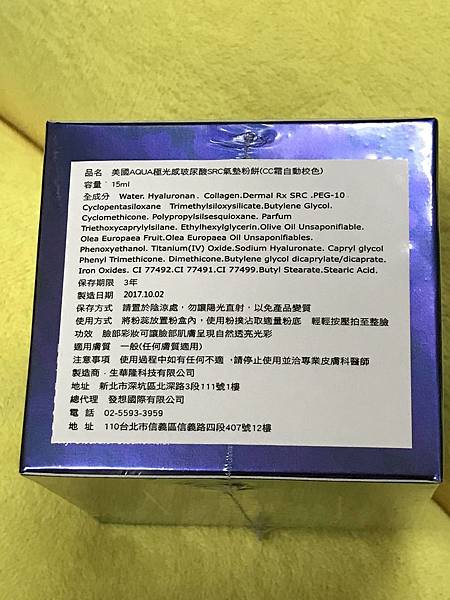 品名　美國AQUA極光感玻尿酸SRC氣墊粉餅(CC霜自動校色)
容量　15ml
全成分　Water. Hyaluronan. Collagen.Dermal Rx SRC .PEG-10
Cyclopentasiloxane　Trimethylsiloxysilicate.Butylene Glycol.
Cyclomethicone. Polypropylsilsesquioxane. Parfum
Triethoxycaprylylsilane. Ethylhexylglycerin.Olive Oil Unsaponifiable.
Olea Europaea Fruit.Olea Europaea Oil Unsaponifiables.
Phenoxyethanol. Titanium(IV) Oxide.Sodium Hyaluronate. Capryl glycol
Phenyl Trimethicone. Dimethicone.Butylene glycol dicaprylate/dicaprate.
Iron Oxides. CI 77492.CI 77491.CI 77499.Butyl Stearate.Stearic Acid.
保存期限　3年
製造日期　2017.10.02
保存方式　請置於陰涼處，勿讓陽光直射，以免產品變質
使用方式　將粉蕊放置粉盒內，使用粉撲沾取適量粉底　輕輕按壓拍至整臉
功效　臉部彩妝可讓臉部肌膚呈現自然透亮光彩
適用膚質　一般(任何膚質適用)
注意事項　使用過程中如有任何不適，請停止使用並洽專業皮膚科醫師
製造商．生華隆科技有限公司
地址　新北市深坑區北深路3段111號1樓
總代理　發想國際有限公司
電　話　02-5593-3959
地　址　110台北市信義區信義路四段407號12樓